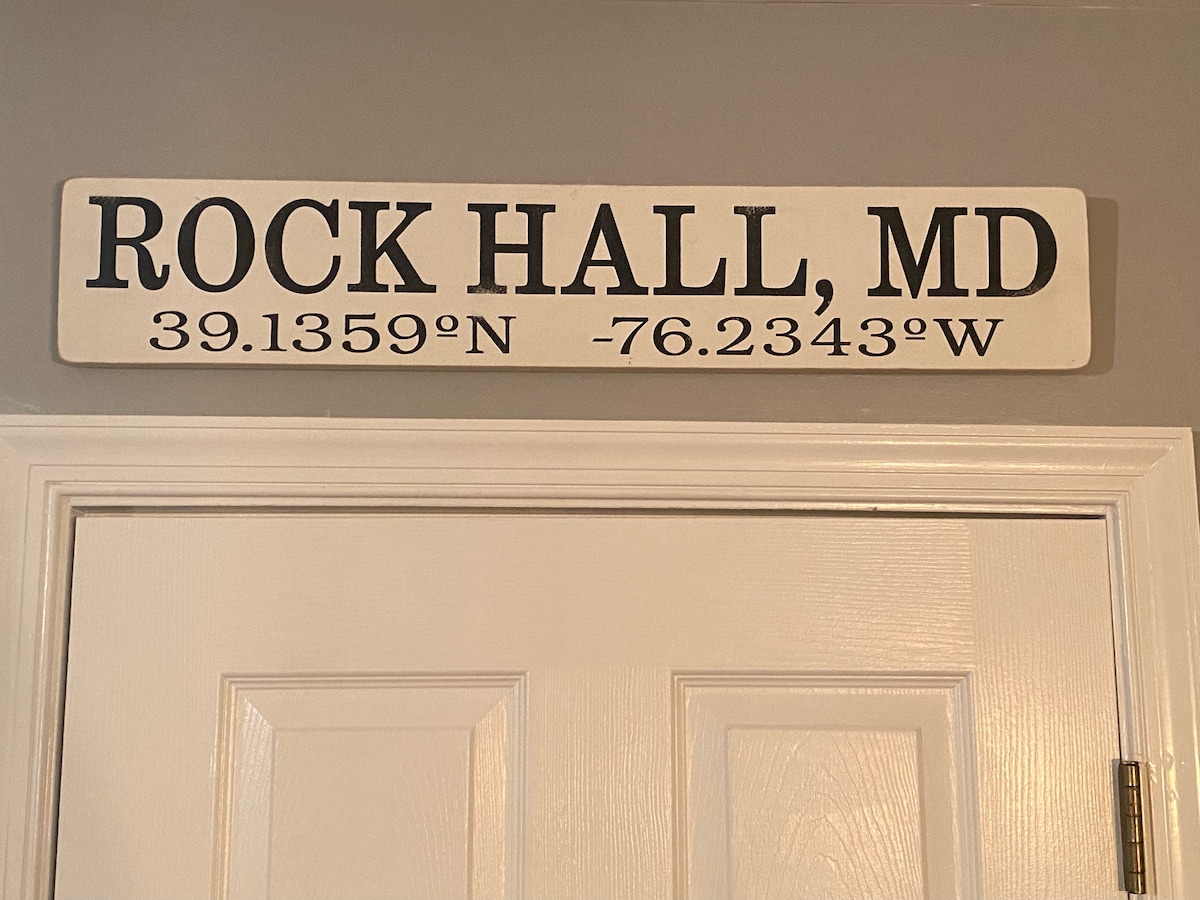 ROCK HALL, MD
39.1359ºN -76.2343ºW